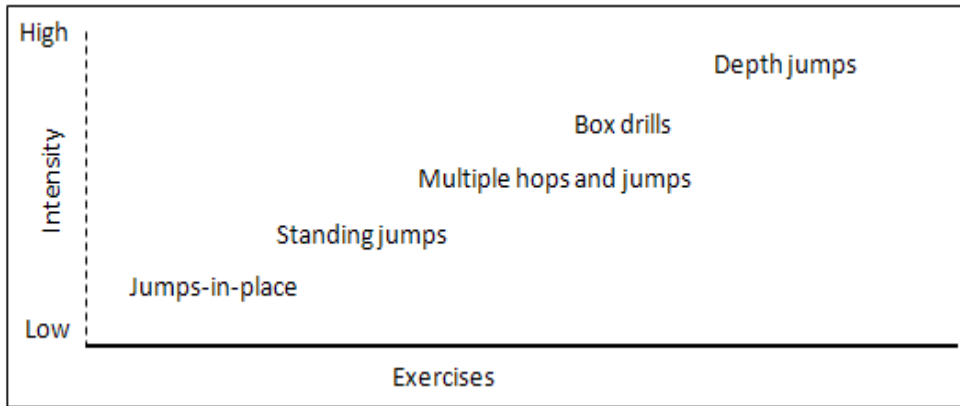 High
Depth jumps
Box drills
Intensity
Multiple hops and jumps
Standing jumps
Jumps-in-place
Low
Exercises